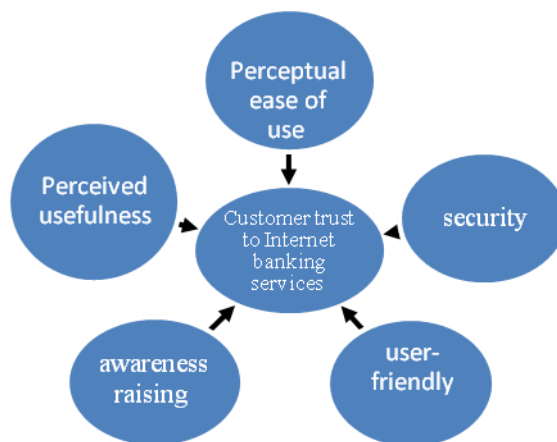 Perceptual
ease of
use
Perceived
usefulness
Customer trust
to Internet
banking
services
security
awareness
raising
user-
friendly